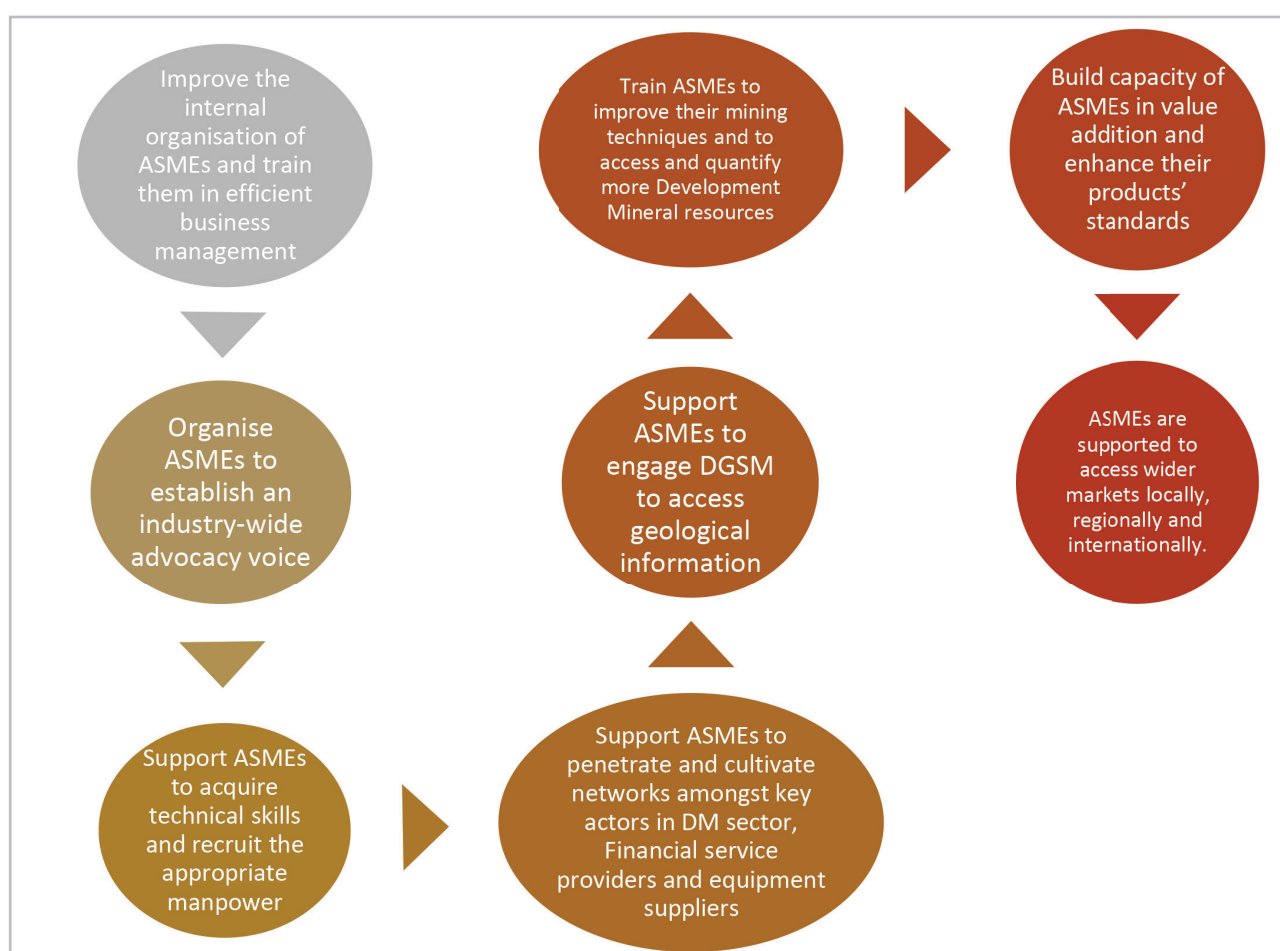 Improve the
internal
organisation of
ASMEs and train
them in efficient
business
management
Organise
ASMEs to
establish an
industry-wide
advocacy voice
Support ASMEs
to acquire
technical skills
and recruit the
appropriate
manpower
Support ASMEs to
penetrate and cultivate
networks amongst key
actors in DM sector,
Financial service
providers and equipment
suppliers
Support
ASMEs to
engage DGSM
to access
geological
information
Train ASMEs to
improve their mining
techniques and to
access and quantify
more Development
Mineral resources
Build capacity of
ASMEs in value
addition and
enhance their
products’
standards
ASMEs are
supported to
access wider
markets locally,
regionally and
internationally.